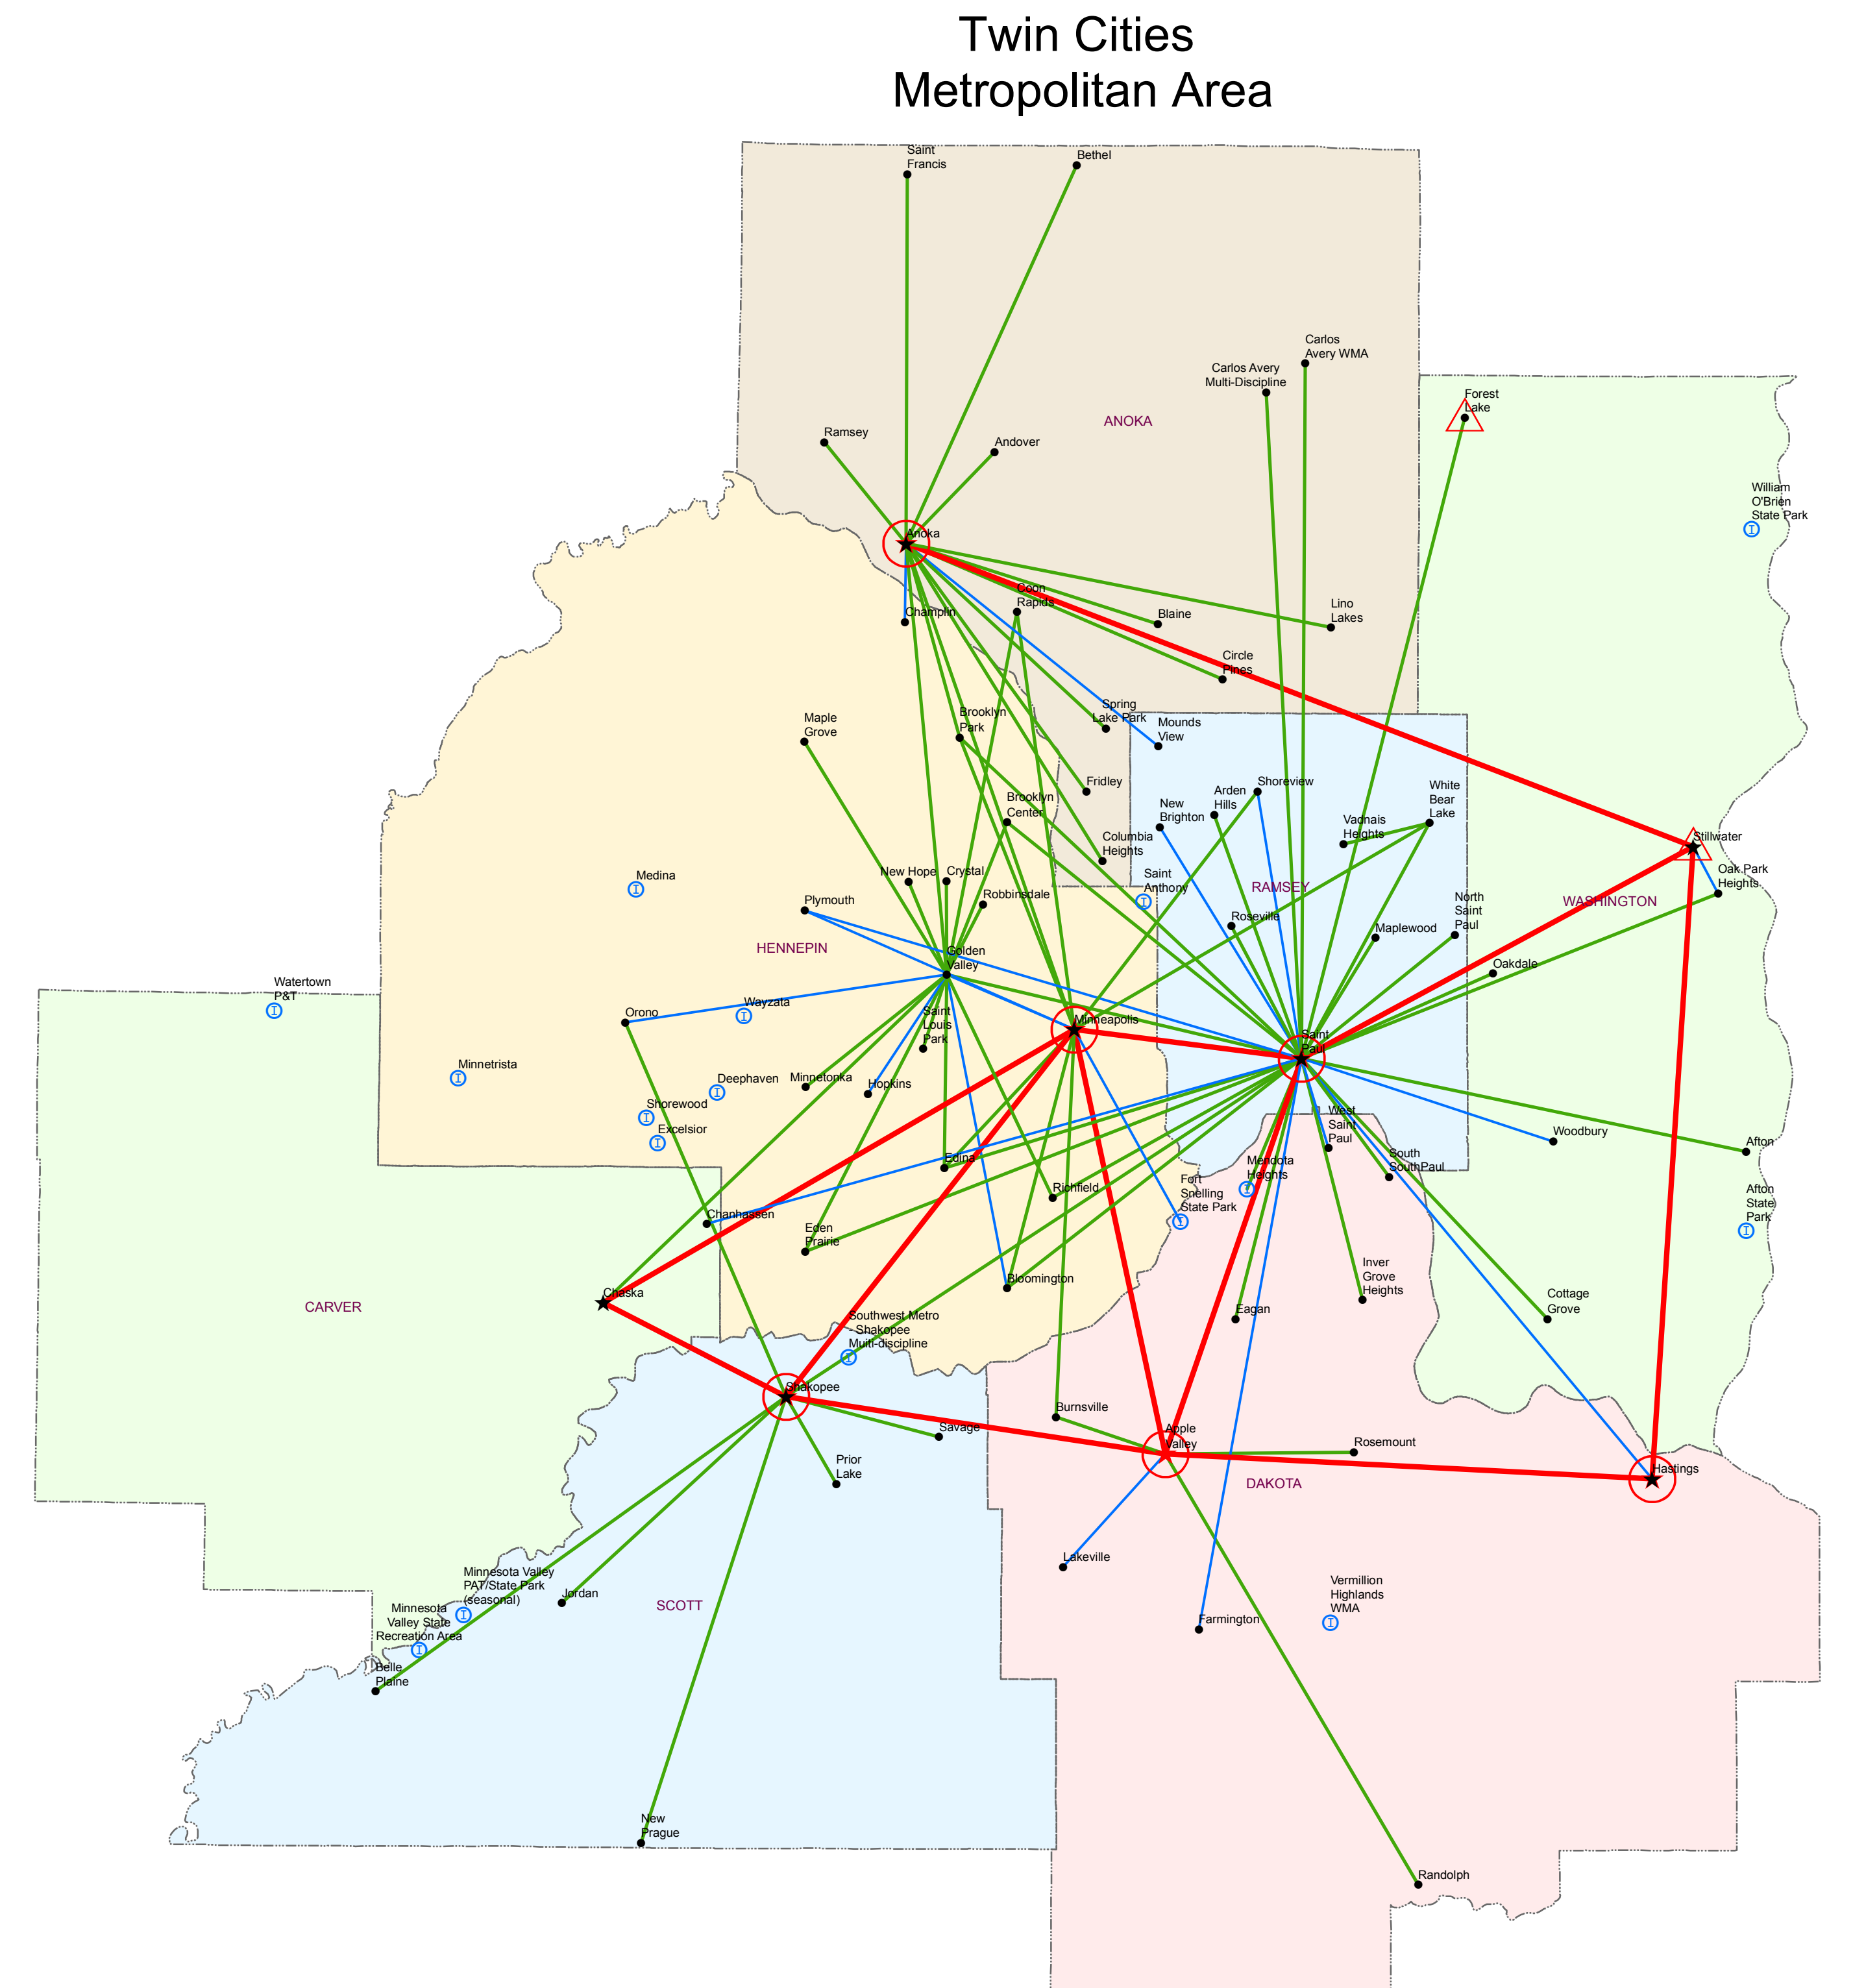 Twin Cities
Metropolitan Area
Saint
Francis
Bethel
Carlos
Avery WMA
Carlos Avery
Multi-Discipline
Forest
Lake
ANOKA
Ramsey
Andover
William
O'Brien
State Park
Anoka
Coon
Rapids
Champlin
Blaine
Lino
Lakes
Circle
Pines
Spring
Lake Park
Brooklyn
Park
Maple
Grove
Mounds
View
Fridley
Shoreview
Arden
Hills
White
Bear
Lake
Brooklyn
Center
New
Brighton
Vadnais
Heights
Columbia
Heights
Stillwater
Oak Park
Heights
Medina
New Hope
Crystal
Saint
Anthony
RAMSEY
Robbinsdale
Plymouth
North
Saint
Paul
WASHINGTON
Roseville
Maplewood
HENNEPIN
Golden
Valley
Oakdale
Watertown
P&T
Orono
Wayzata
Saint
Louis
Park
Minneapolis
Saint
Paul
Minnetrista
Deephaven
Minnetonka
Hopkins
Shorewood
Excelsior
West
Saint
Paul
Woodbury
Afton
Edina
Mendota
Heights
South
SouthPaul
Richfield
Fort
Snelling
State Park
Afton
State
Park
Chanhassen
Eden
Prairie
Bloomington
Inver
Grove
Heights
Chaska
CARVER
Eagan
Cottage
Grove
Southwest Metro
Shakopee
Muiti-discipline
Shakopee
Burnsville
Apple
Valley
Savage
Rosemount
Prior
Lake
Hastings
DAKOTA
Lakeville
Minnesota Valley
PAT/State Park
(seasonal)
Jordan
SCOTT
Vermillion
Highlands
WMA
Minnesota
Valley State
Recreation Area
Farmington
Belle
Plaine
New
Prague
Randolph